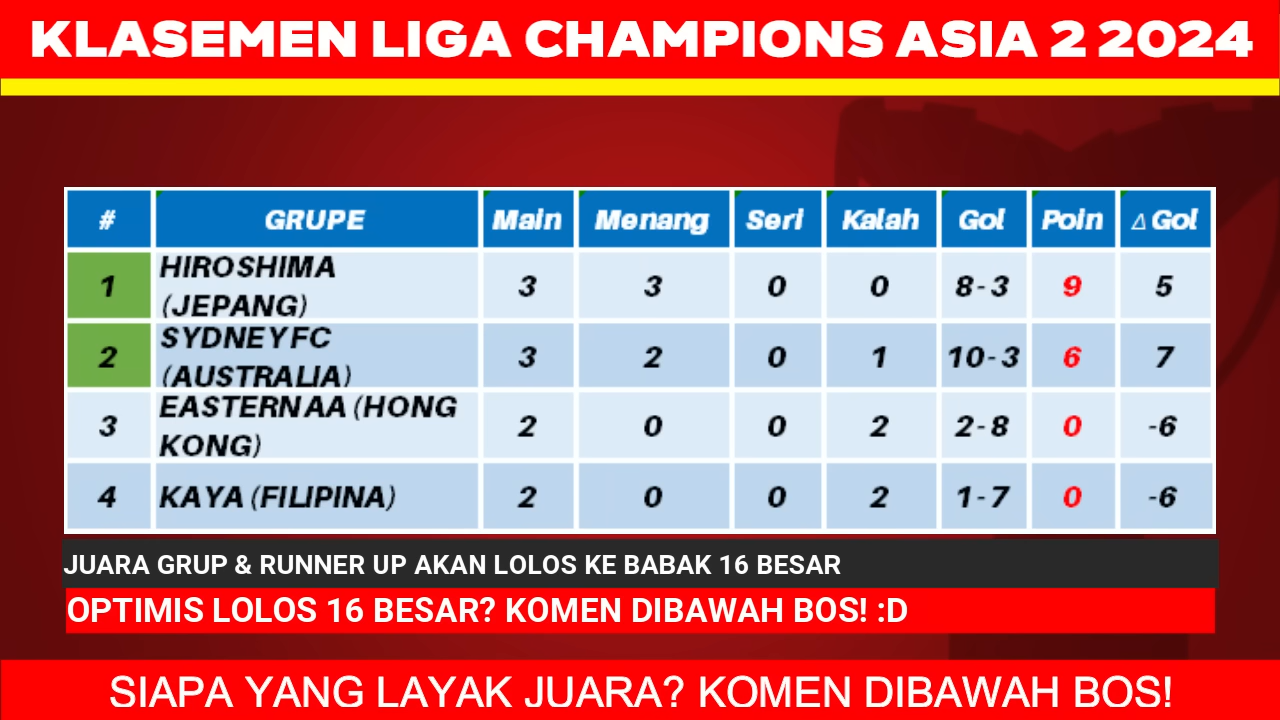 KLASEMEN LIGA CHAMPIONS ASIA 2 2024
# GRUPE Main Menang Seri Kalah Gol Poin △ Gol
1 HIROSHIMA (JEPANG) 3 3 0 0 8 - 3 9 5
2 SYDNEY FC (AUSTRALIA) 3 2 0 1 10 - 3 6 7
3 EASTERN AA (HONG KONG) 2 0 0 2 2 - 8 0 -6
4 KAYA (FILIPINA) 2 0 0 2 1 - 7 0 -6
JUARA GRUP & RUNNER UP AKAN LOLOS KE BABAK 16 BESAR
OPTIMIS LOLOS 16 BESAR? KOMEN DIBAWAH BOS! :D
SIAPA YANG LAYAK JUARA? KOMEN DIBAWAH BOS!